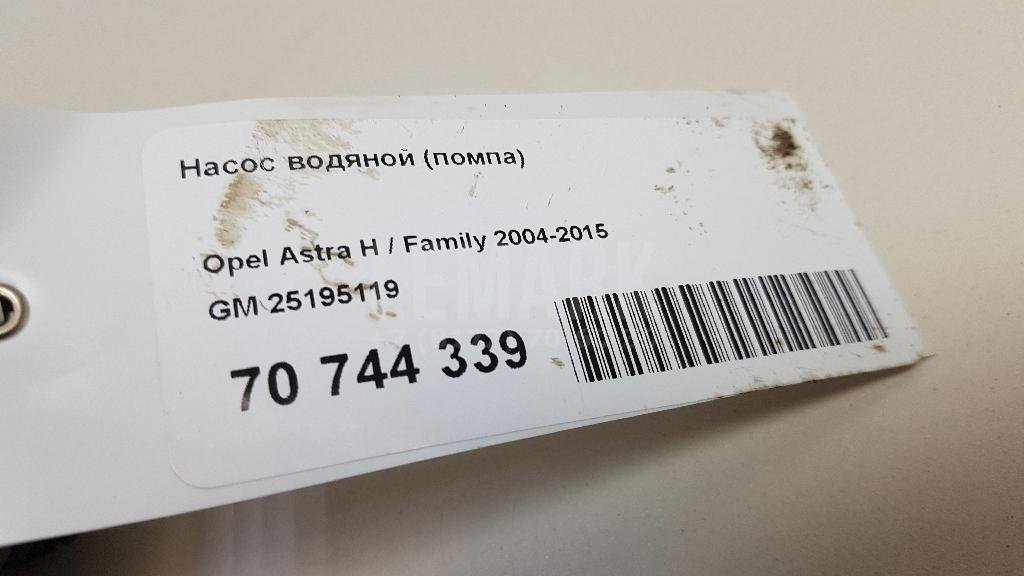 Насос водяной (помпа)
Opel Astra H / Family 2004-2015
GM 25195119
70 744 339